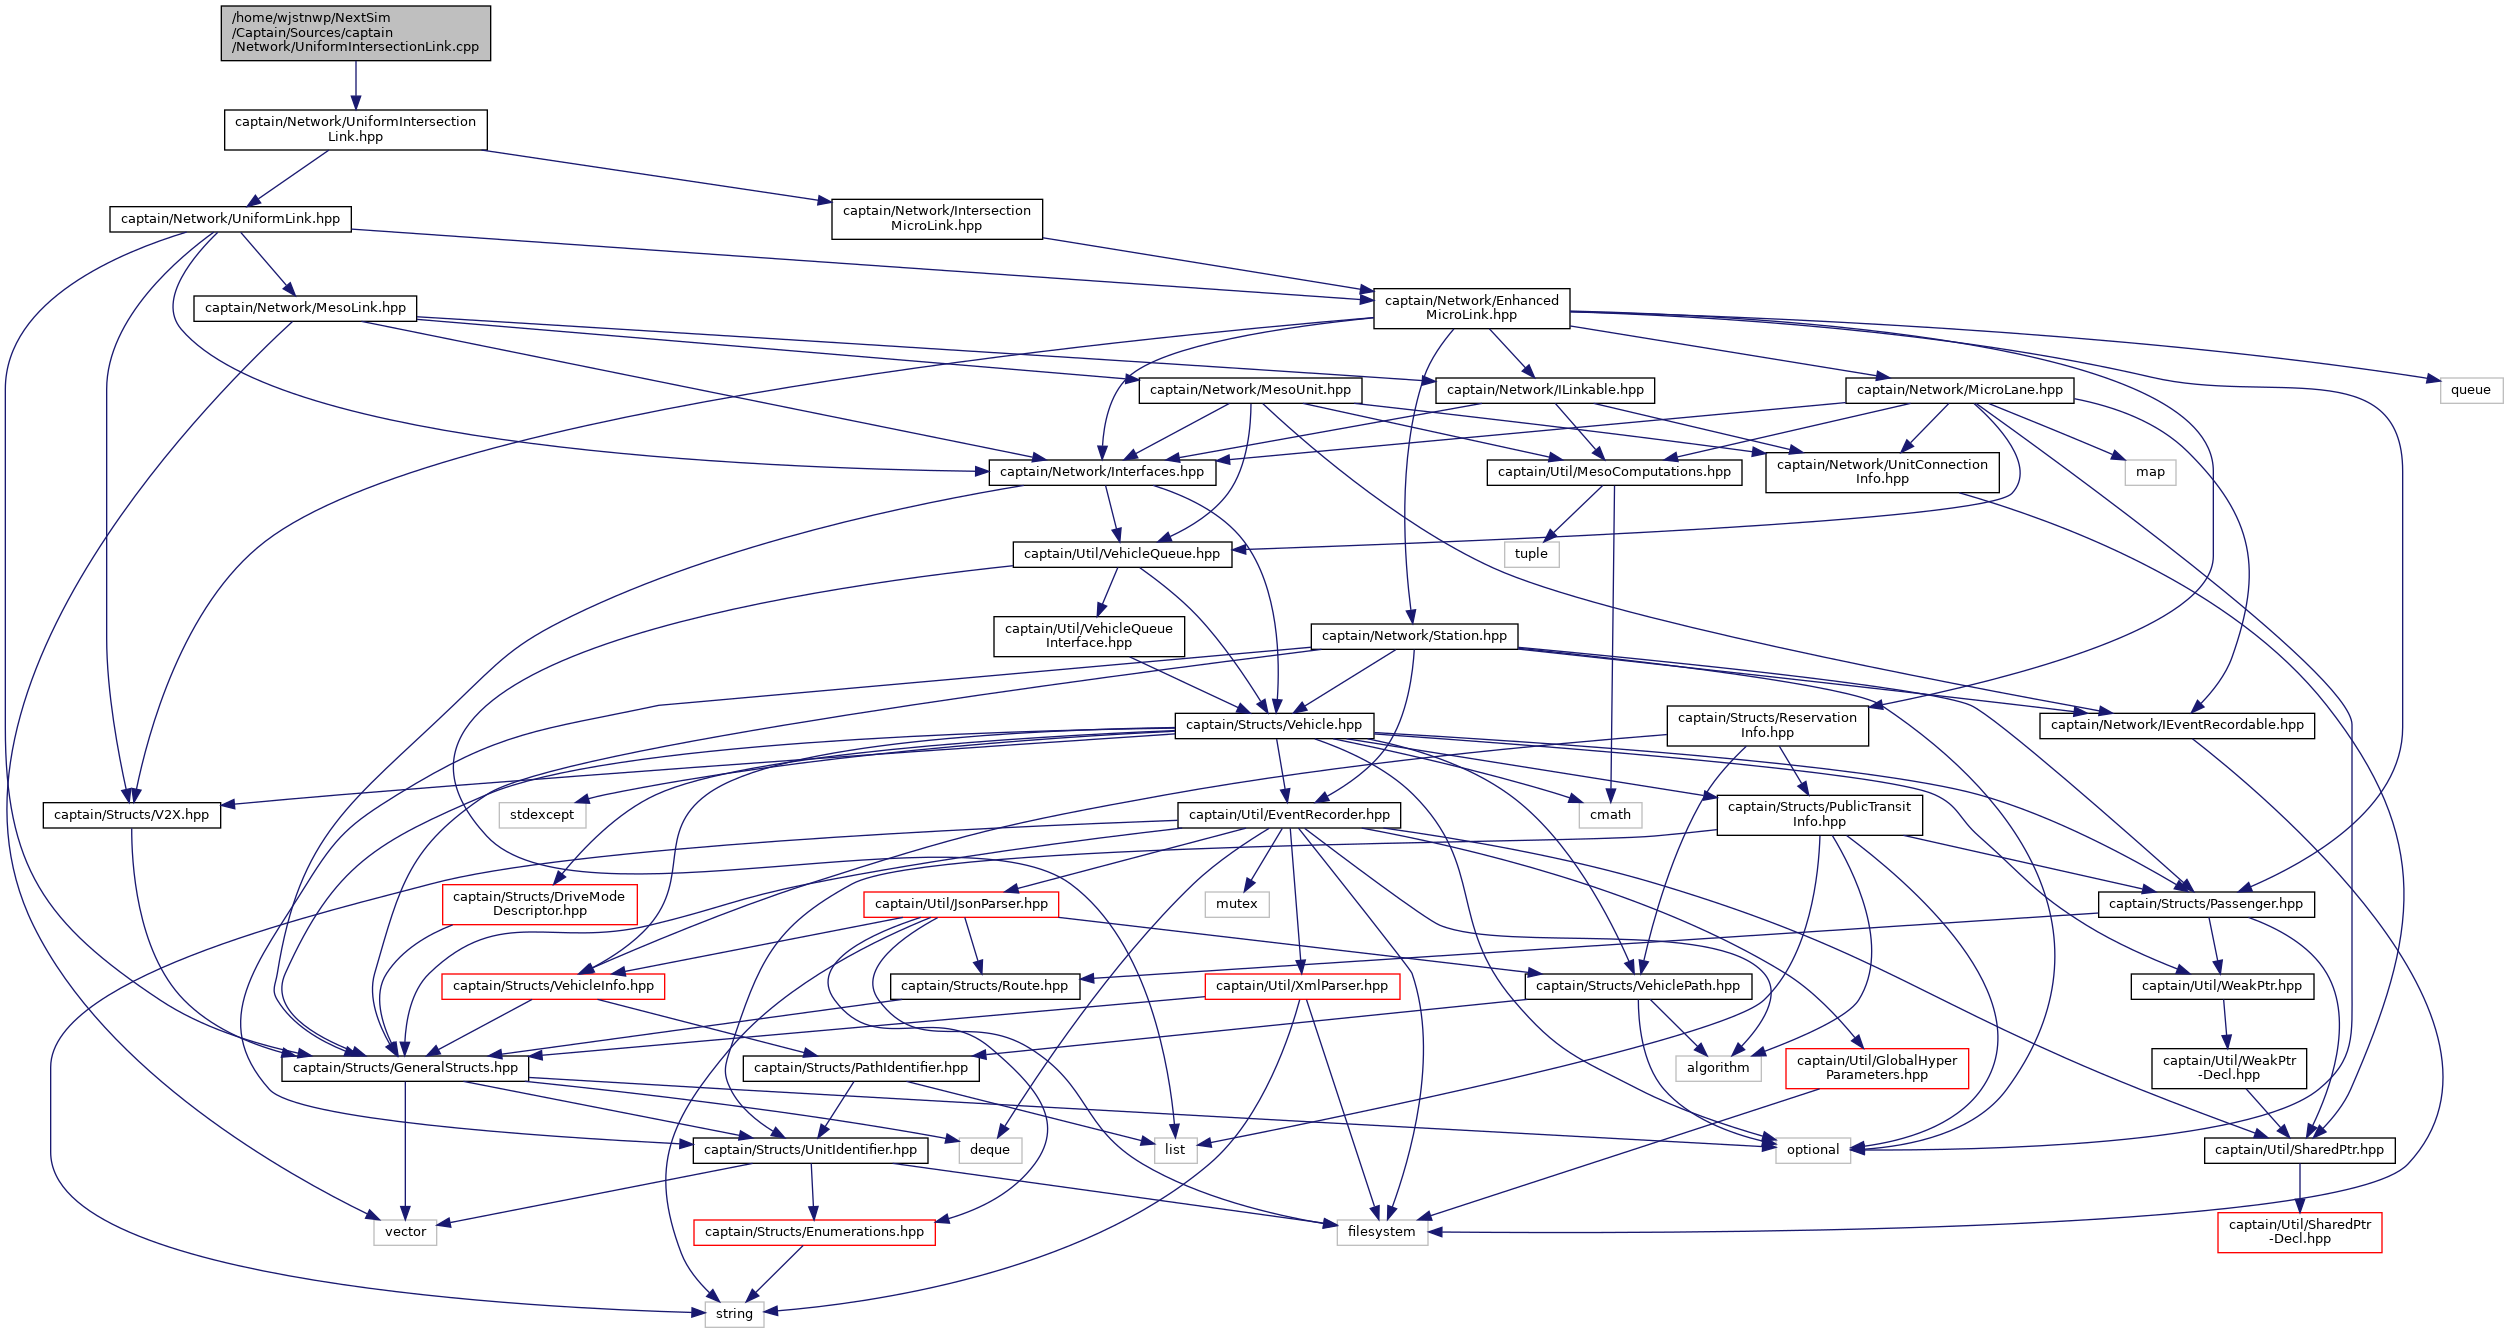 /home/wjstnwp/NextSim
/Captain/Sources/captain
/Network/UniformIntersectionLink.cpp
captain/Network/UniformIntersection
Link.hpp
captain/Network/UniformLink.hpp
captain/Network/Intersection
MicroLink.hpp
captain/Network/MesoLink.hpp
captain/Network/Enhanced
MicroLink.hpp
captain/Network/MesoUnit.hpp
captain/Network/ILinkable.hpp
captain/Network/MicroLane.hpp
queue
captain/Network/Interfaces.hpp
captain/Util/MesoComputations.hpp
captain/Network/UnitConnection
Info.hpp
map
captain/Util/VehicleQueue.hpp
tuple
captain/Util/VehicleQueue
Interface.hpp
captain/Network/Station.hpp
captain/Structs/Vehicle.hpp
captain/Structs/Reservation
Info.hpp
captain/Network/IEventRecordable.hpp
captain/Structs/V2X.hpp
stdexcept
captain/Util/EventRecorder.hpp
cmath
captain/Structs/PublicTransit
Info.hpp
captain/Structs/DriveMode
Descriptor.hpp
captain/Util/JsonParser.hpp
mutex
captain/Structs/Passenger.hpp
captain/Structs/VehicleInfo.hpp
captain/Structs/Route.hpp
captain/Util/XmlParser.hpp
captain/Structs/VehiclePath.hpp
captain/Util/WeakPtr.hpp
captain/Structs/GeneralStructs.hpp
captain/Structs/PathIdentifier.hpp
algorithm
captain/Util/GlobalHyper
Parameters.hpp
captain/Util/WeakPtr
-Decl.hpp
captain/Structs/UnitIdentifier.hpp
deque
list
optional
captain/Util/SharedPtr.hpp
vector
captain/Structs/Enumerations.hpp
filesystem
captain/Util/SharedPtr
-Decl.hpp
string